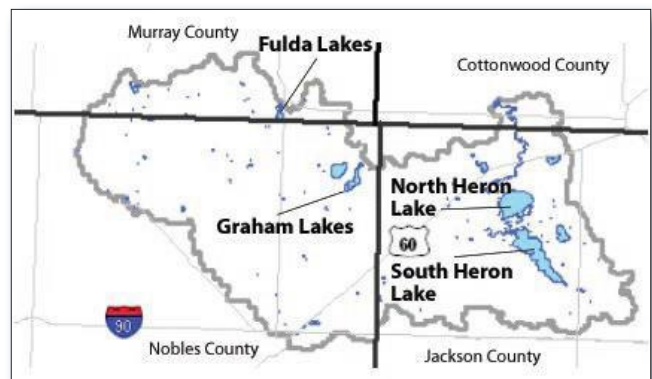 Murray County
Fulda Lakes
Cottonwood County
North Heron
Lake
Graham Lakes
60
South Heron
Lake
90
Nobles County
Jackson County